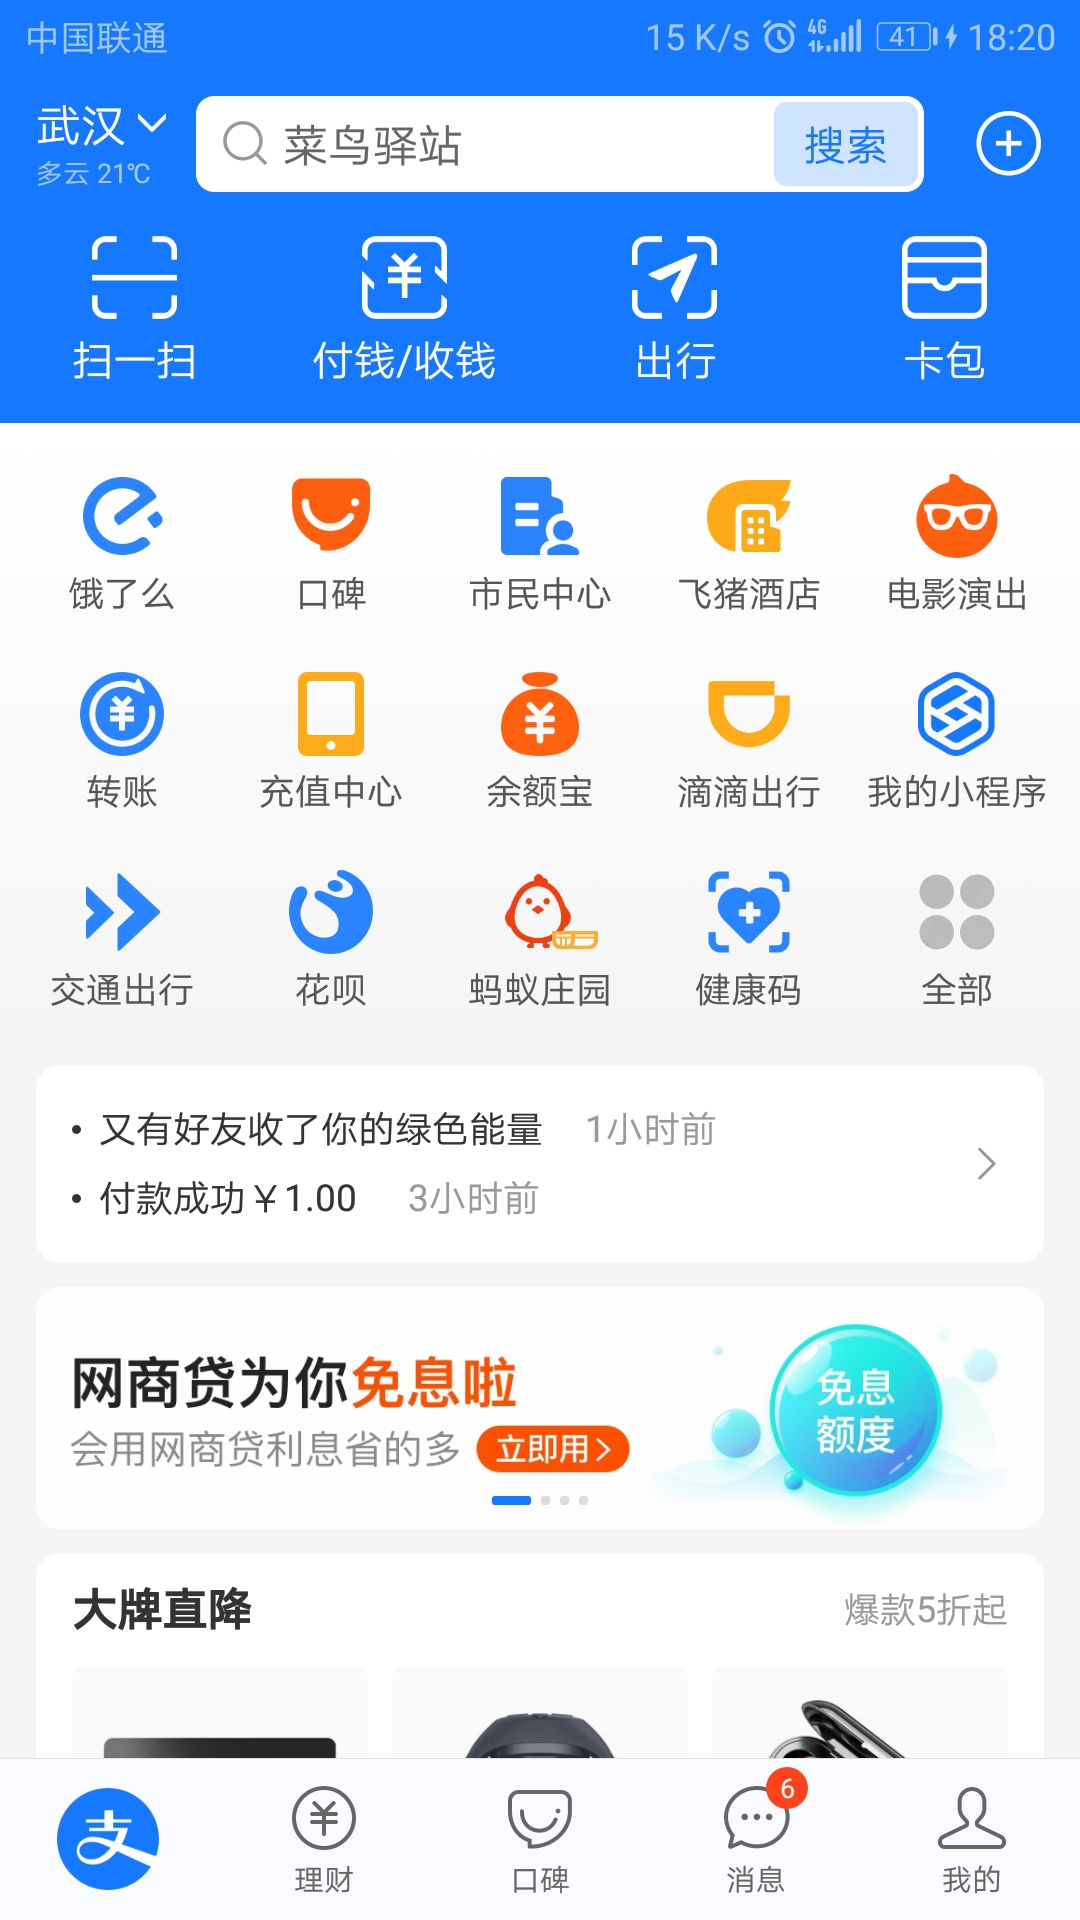 中国联通 15 K/s 4G 41 18:20
武汉 菜鸟驿站 搜索
多云 21℃
扫一扫 付钱/收钱 出行 卡包
饿了么 口碑 市民中心 飞猪酒店 电影演出
转账 充值中心 余额宝 滴滴出行 我的小程序
交通出行 花呗 蚂蚁庄园 健康码 全部
• 又有好友收了你的绿色能量 1小时前
• 付款成功￥1.00 3小时前
网商贷为你免息啦
会用网商贷利息省的多 立即用>
免息
额度
大牌直降 爆款5折起
支 理财 口碑 消息 6 我的